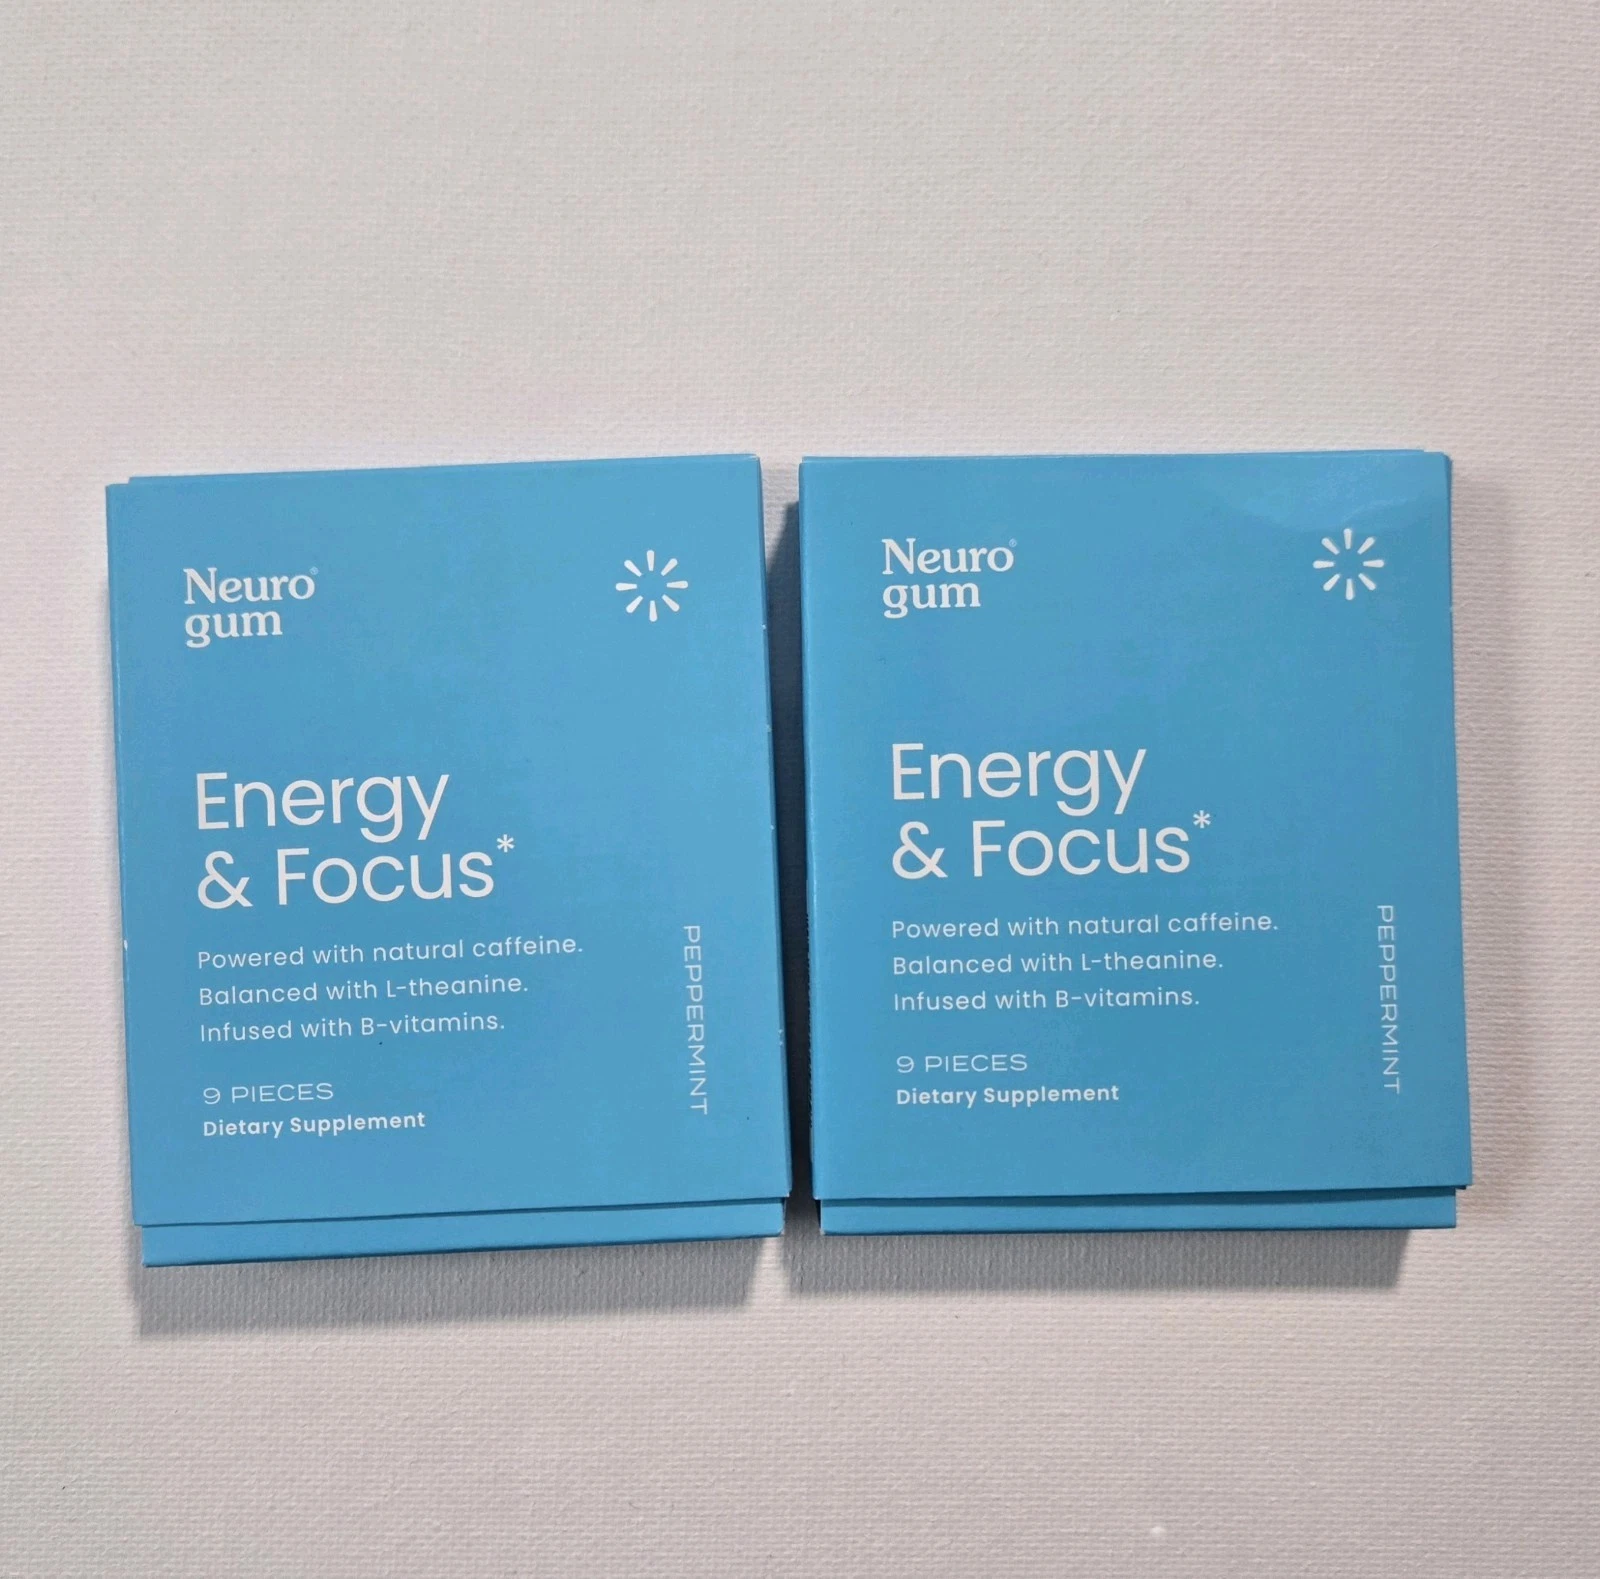 Neuro®
gum
Energy
& Focus*
Powered with natural caffeine.
Balanced with L-theanine.
Infused with B-vitamins.
9 PIECES
Dietary Supplement
PEPPERMINT
Neuro®
gum
Energy
& Focus*
Powered with natural caffeine.
Balanced with L-theanine.
Infused with B-vitamins.
9 PIECES
Dietary Supplement
PEPPERMINT